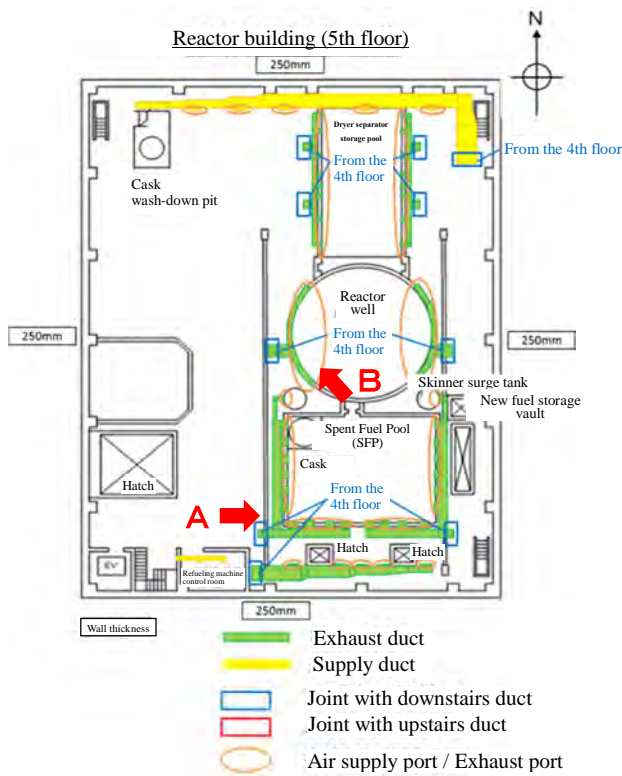 Reactor building (5th floor)
N
250mm
Dryer separator
storage pool
From the
4th floor
From the 4th floor
Cask
wash-down pit
Reactor
well
250mm
From the
4th floor
250mm
B
Skinner surge tank
New fuel storage
vault
Spent Fuel Pool
(SFP)
Cask
Hatch
From the
4th floor
A
Hatch
Hatch
EV
Refueling machine
control room
250mm
Wall thickness
Exhaust duct
Supply duct
Joint with downstairs duct
Joint with upstairs duct
Air supply port / Exhaust port